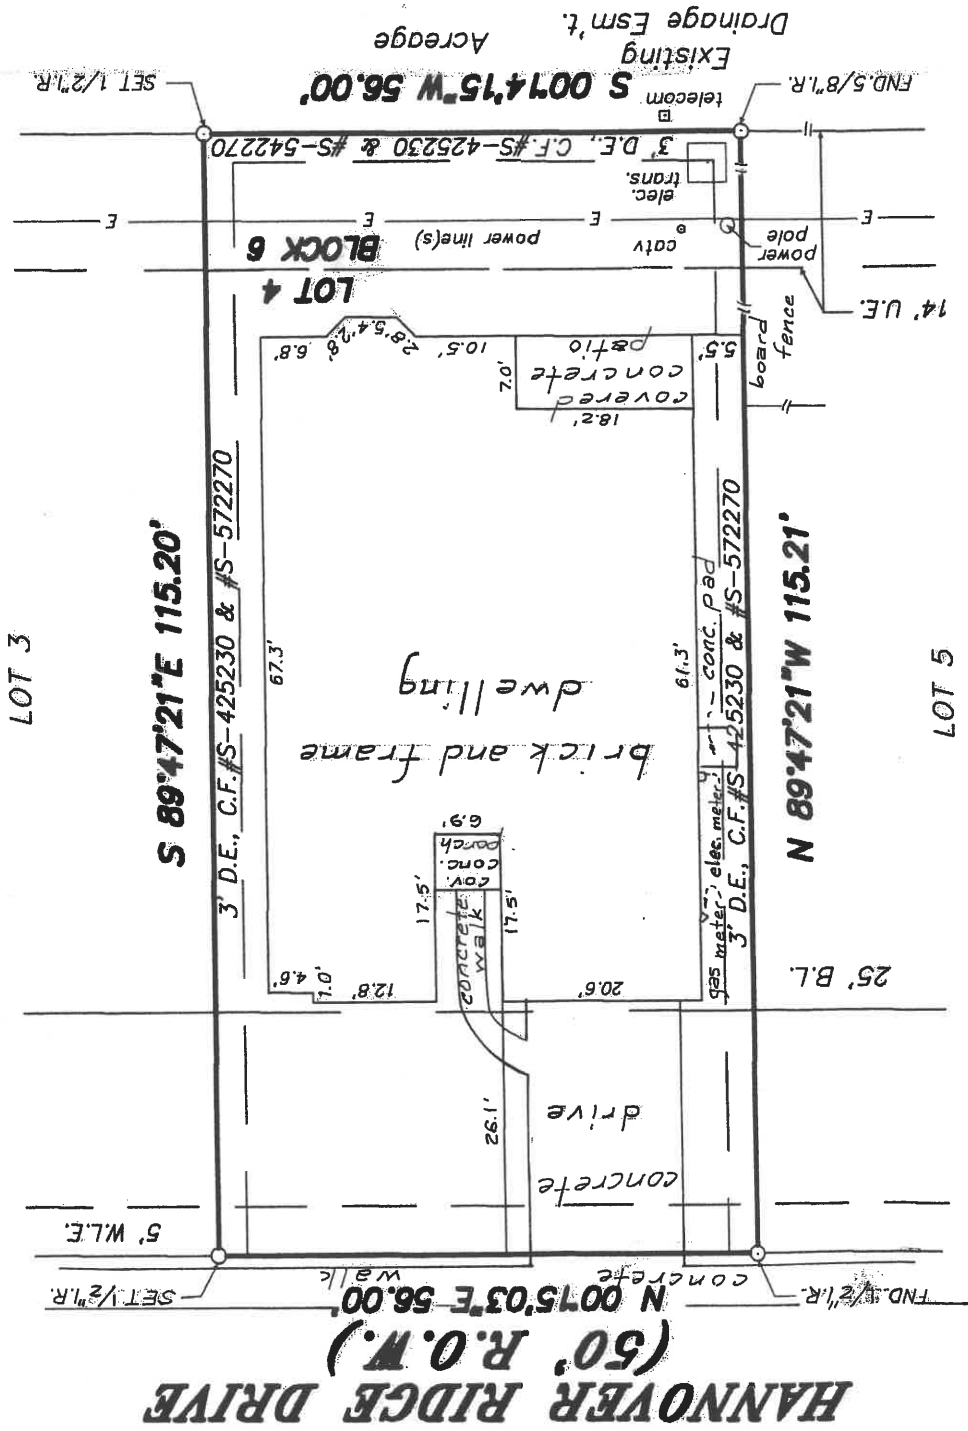 HANNOVER RIDGE DRIVE
(50' R.O.W.)
N 00°15'03"E 56.00'
FND. 1/2" I.R.
SET 1/2" I.R.
concrete
walk
5' W.L.E.
concrete
drive
26.1'
25' B.L.
20.6'
12.8'
1.0'
4.6'
concrete
walk
17.5'
17.5'
cov.
conc.
porch
6.9'
gas meter
elec. meter
conc. pad
brick and frame
dwelling
61.3'
67.3'
N 89°47'21"W 115.21'
3' D.E., C.F.#S-425230 & #S-572270
S 89°47'21"E 115.20'
3' D.E., C.F.#S-425230 & #S-572270
LOT 5
LOT 3
18.2'
covered
concrete
patio
7.0'
5.5'
10.5'
2.8'
5.4'
2.8'
6.8'
board
fence
14' U.E.
LOT 4
BLOCK 6
power
pole
catv
power line(s)
E
E
E
E
elec.
trans.
3' D.E., C.F.#S-425230 & #S-542270
telecom
FND 5/8" I.R.
SET 1/2" I.R.
S 00°14'15"W 56.00'
Existing
Drainage Esm't.
Acreage